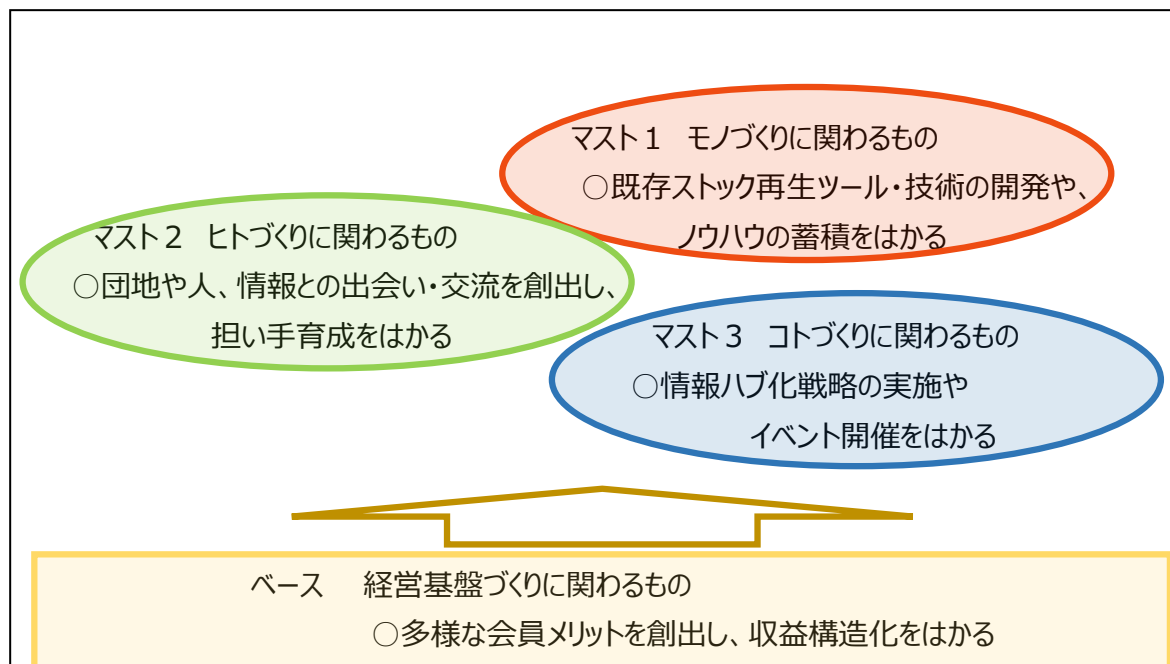 マスト１　モノづくりに関わるもの
○既存ストック再生ツール・技術の開発や、
ノウハウの蓄積をはかる
マスト２　ヒトづくりに関わるもの
○団地や人、情報との出会い・交流を創出し、
担い手育成をはかる
マスト３　コトづくりに関わるもの
○情報ハブ化戦略の実施や
イベント開催をはかる
ベース　経営基盤づくりに関わるもの
○多様な会員メリットを創出し、収益構造化をはかる